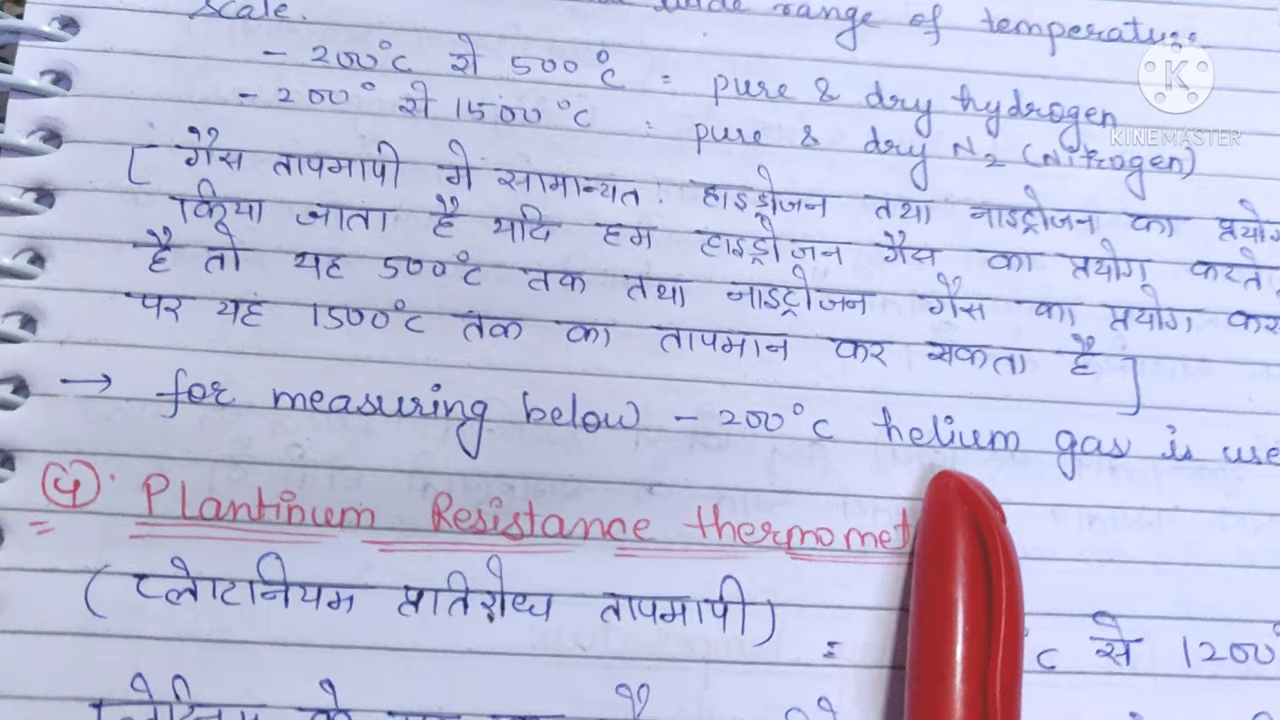 scale. wide range of temperature
- 200°C से 500°C = pure & dry hydrogen
- 200° से 1500°C = pure & dry N2 (Nitrogen)
[ गैस तापमापी में सामान्यत: हाइड्रोजन तथा नाइट्रोजन का प्रयोग
किया जाता है यदि हम हाइड्रोजन गैस का प्रयोग करते
है तो यह 500°C तक तथा नाइट्रोजन गैस का प्रयोग कर
पर यह 1500°C तक का तापमान कर सकता है ]
→ for measuring below - 200°C helium gas is use
④. Plantinum Resistance thermomet
(प्लेटिनियम प्रतिरोध तापमापी) = C से 1200°
KINEMASTER